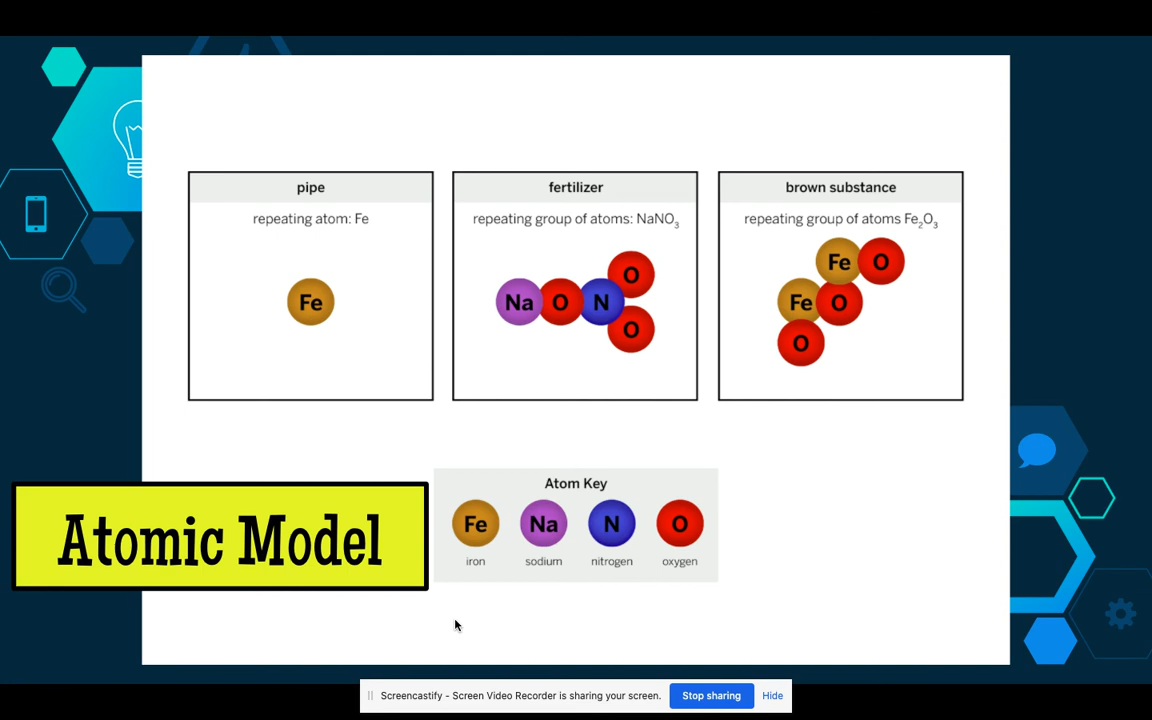 pipe
repeating atom: Fe
Fe
fertilizer
repeating group of atoms: NaNO₃
O
Na O N
O
brown substance
repeating group of atoms Fe₂O₃
Fe O
Fe O
O
Atom Key
Fe Na N O
iron sodium nitrogen oxygen
Atomic Model
Screencastify - Screen Video Recorder is sharing your screen. Stop sharing Hide